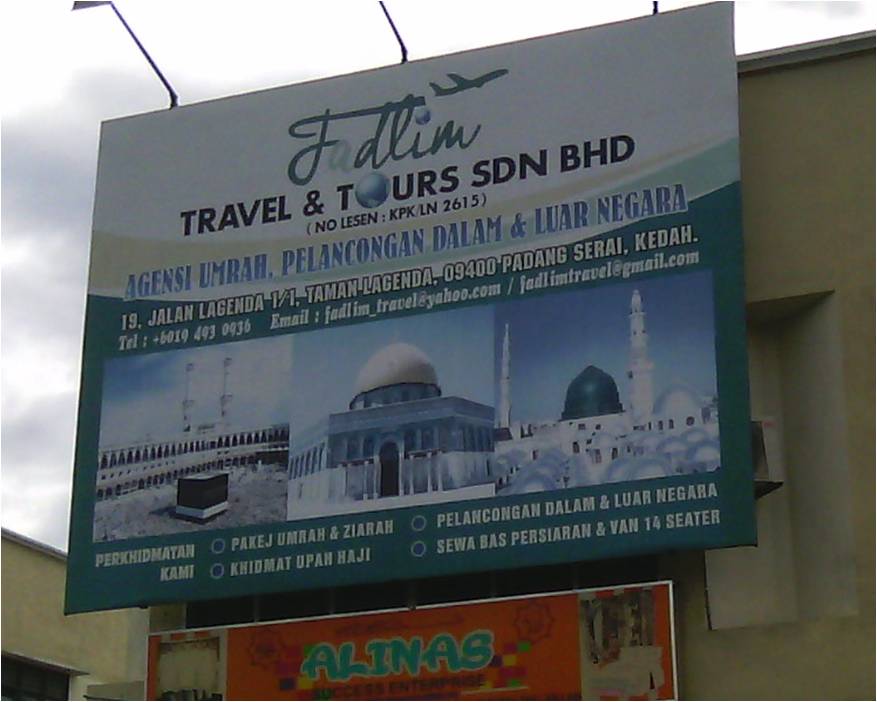 Fadlim
TRAVEL & TOURS SDN BHD
( NO LESEN : KPK/LN 2615 )
AGENSI UMRAH, PELANCONGAN DALAM & LUAR NEGARA
19, JALAN LAGENDA 1/1, TAMAN LAGENDA, 09400 PADANG SERAI, KEDAH.
Tel : +6019 493 0936 Email : fadlim_travel@yahoo.com / fadlimtravel@gmail.com
PERKHIDMATAN KAMI
PAKEJ UMRAH & ZIARAH
KHIDMAT UPAH HAJI
PELANCONGAN DALAM & LUAR NEGARA
SEWA BAS PERSIARAN & VAN 14 SEATER
ALINAS
SUCCESS ENTERPRISE